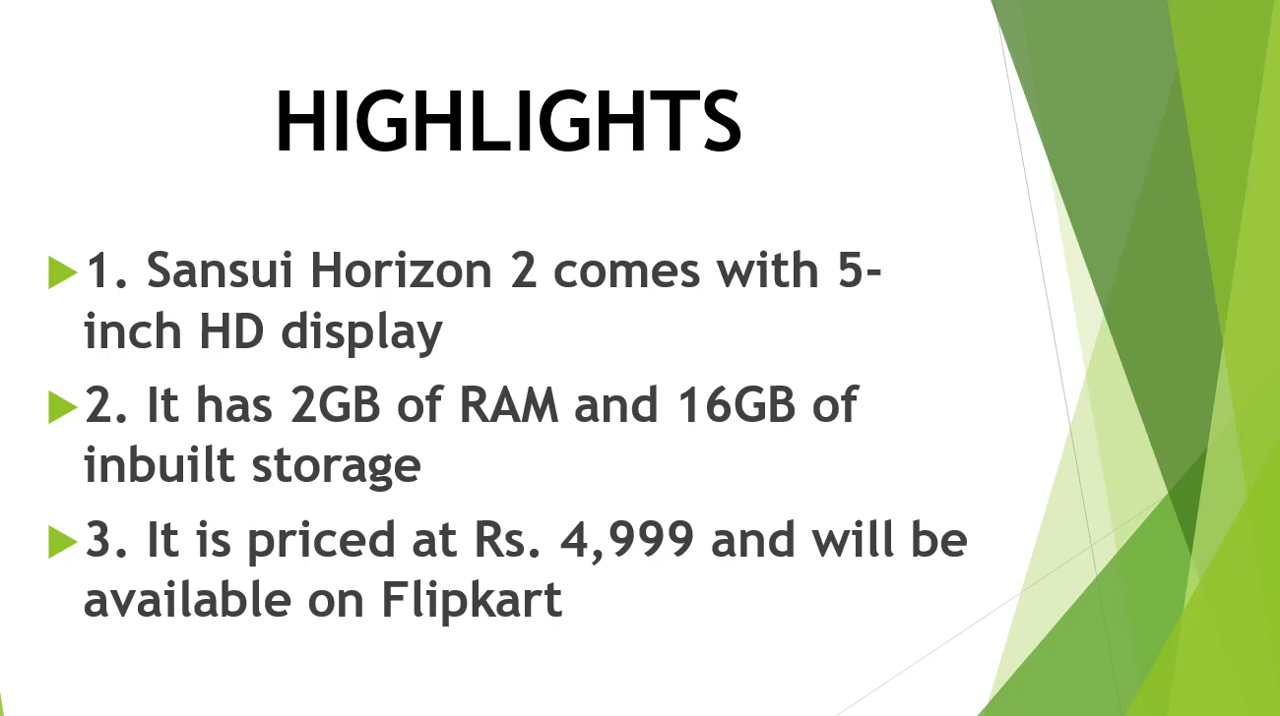 HIGHLIGHTS
1. Sansui Horizon 2 comes with 5-
inch HD display
2. It has 2GB of RAM and 16GB of
inbuilt storage
3. It is priced at Rs. 4,999 and will be
available on Flipkart